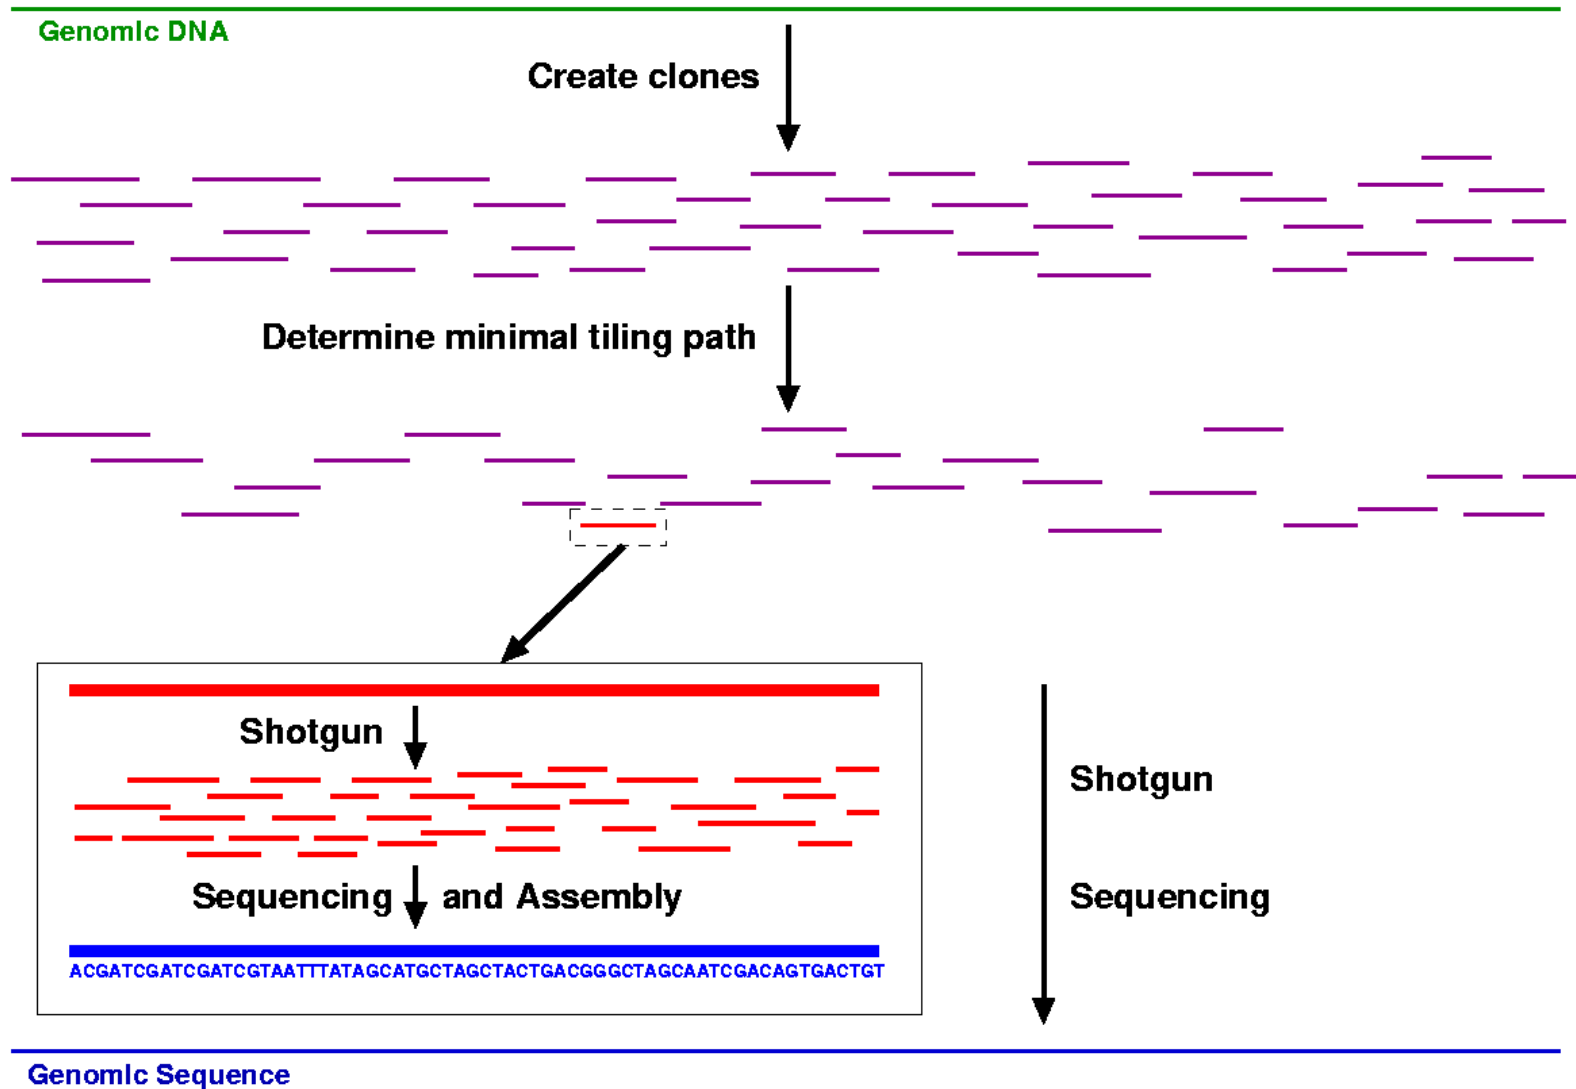 Genomic DNA
Create clones
Determine minimal tiling path
Shotgun
Sequencing and Assembly
ACGATCGATCGATCGTAATTTATAGCATGCTAGCTACTGACGGGCTAGCAATCGACAGTGACTGT
Shotgun
Sequencing
Genomic Sequence